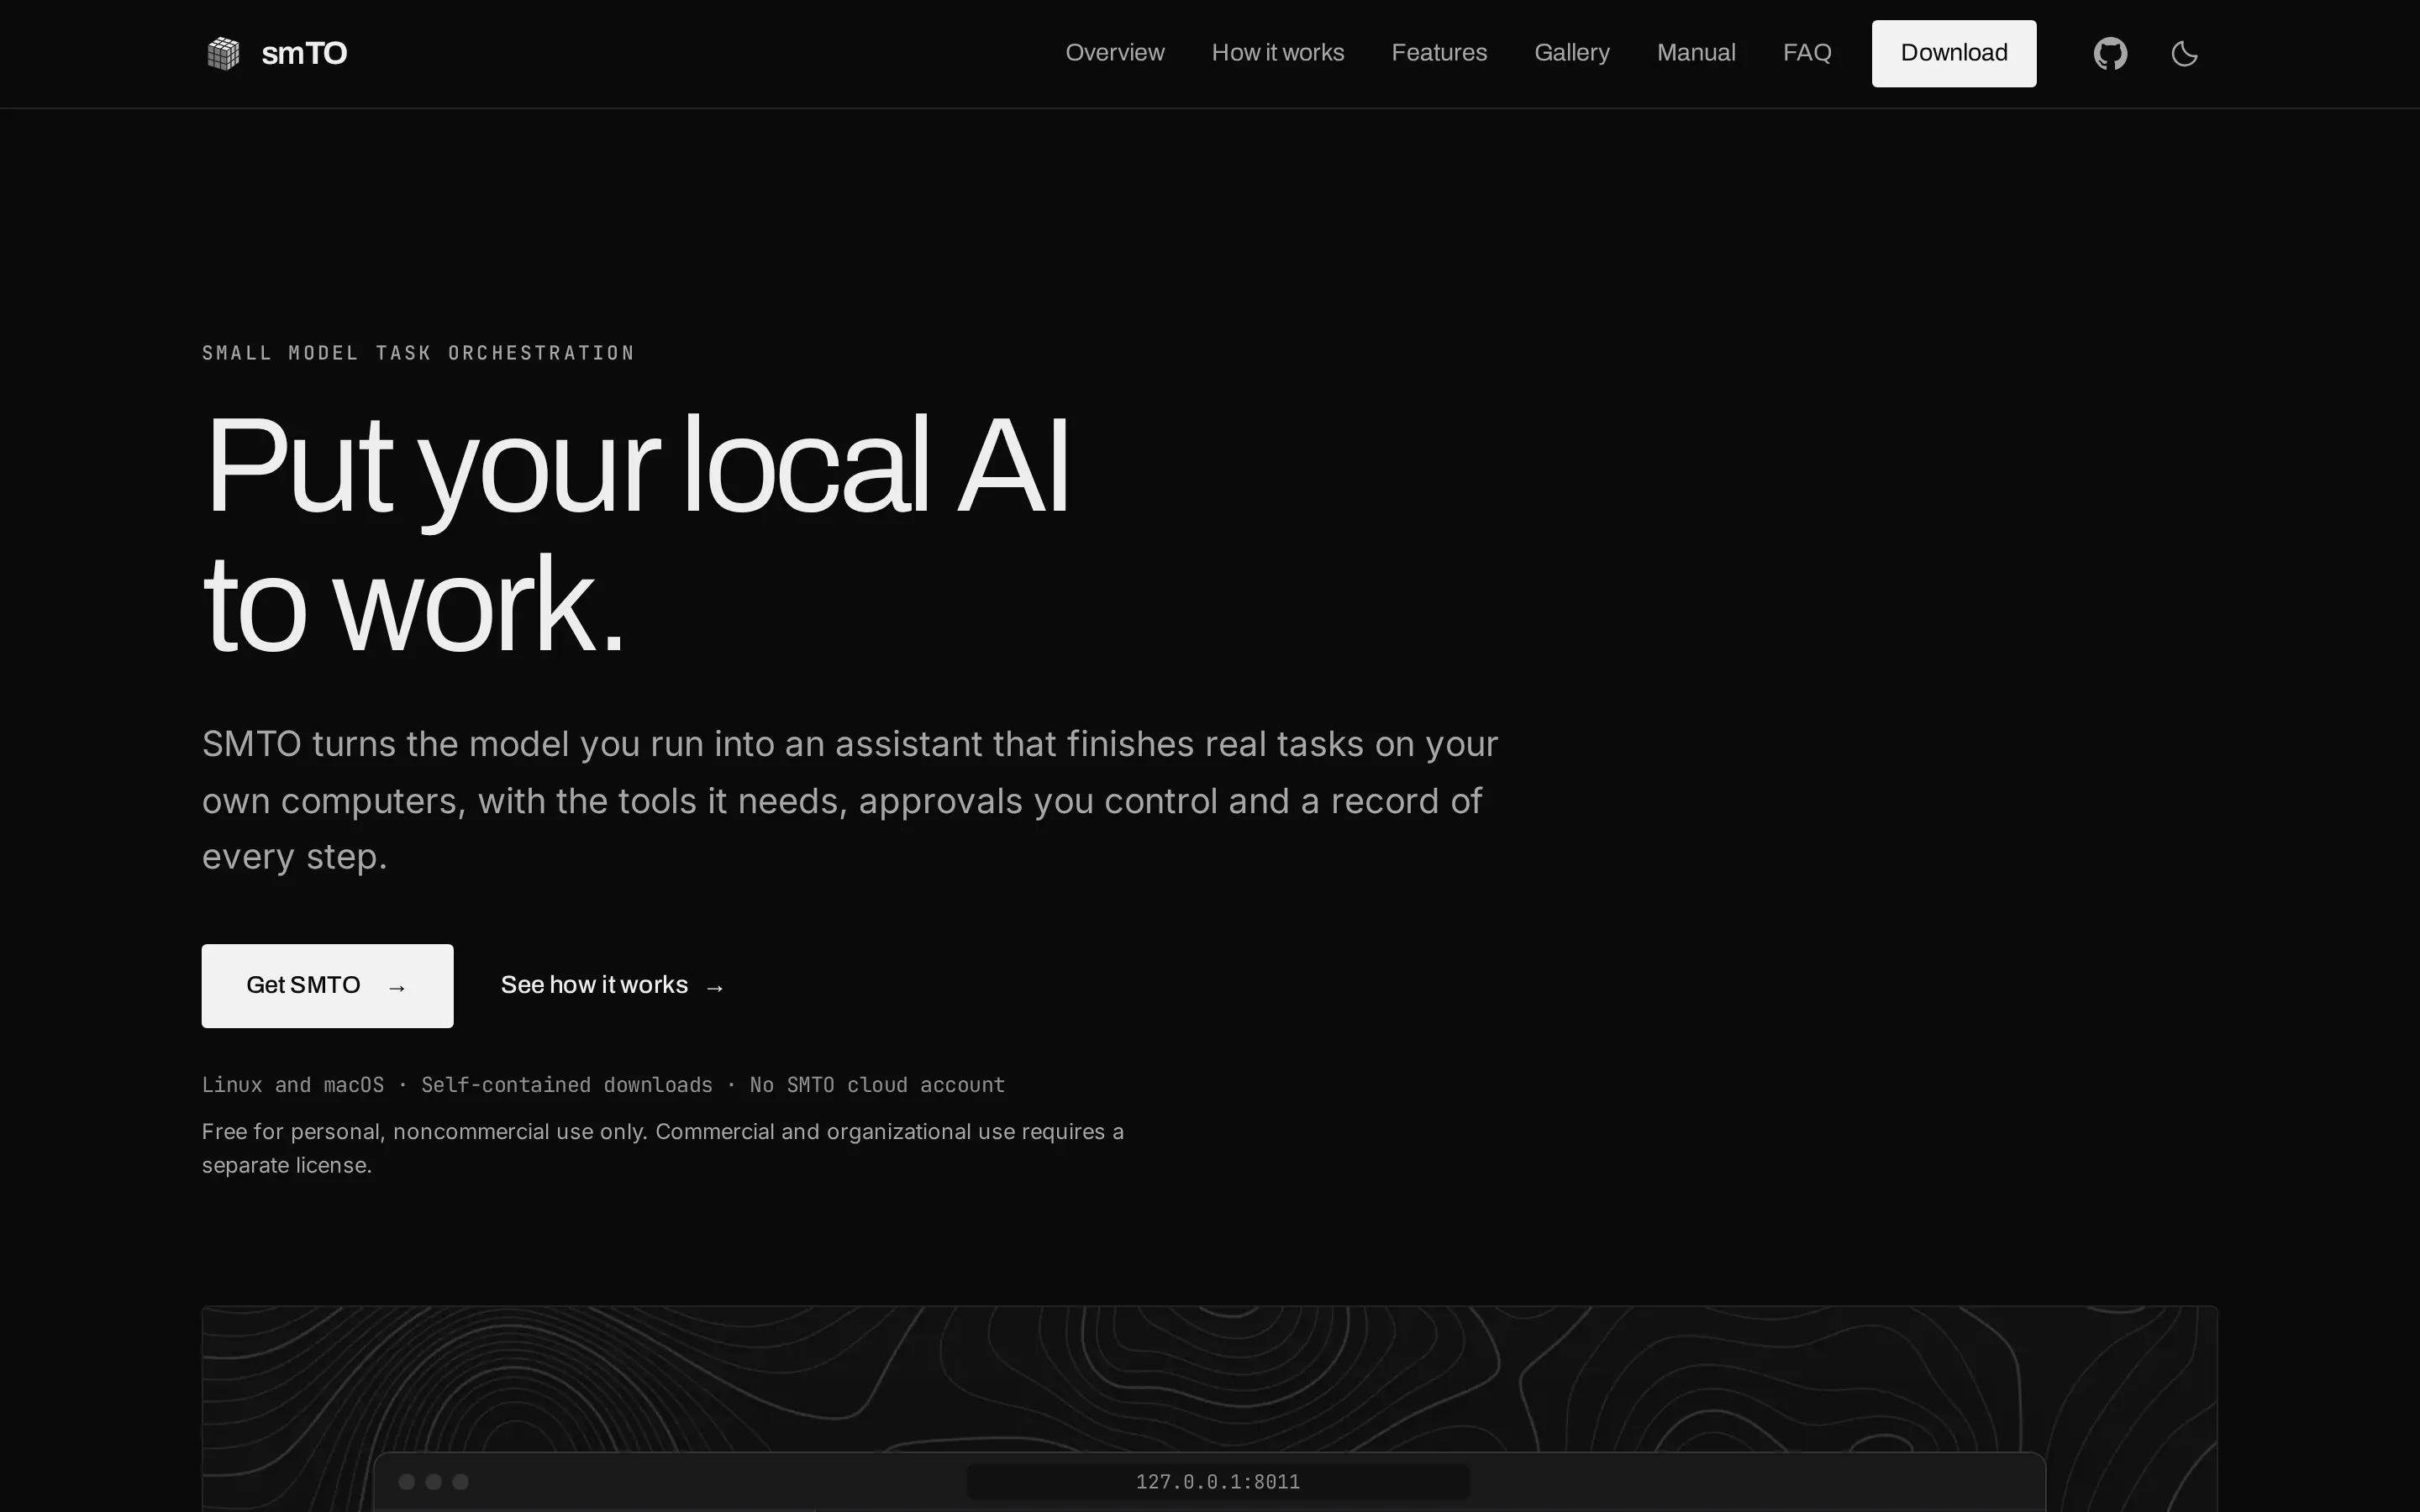 smTO
Overview How it works Features Gallery Manual FAQ Download
SMALL MODEL TASK ORCHESTRATION
Put your local AI
to work.
SMTO turns the model you run into an assistant that finishes real tasks on your
own computers, with the tools it needs, approvals you control and a record of
every step.
Get SMTO → See how it works →
Linux and macOS · Self-contained downloads · No SMTO cloud account
Free for personal, noncommercial use only. Commercial and organizational use requires a
separate license.
127.0.0.1:8011